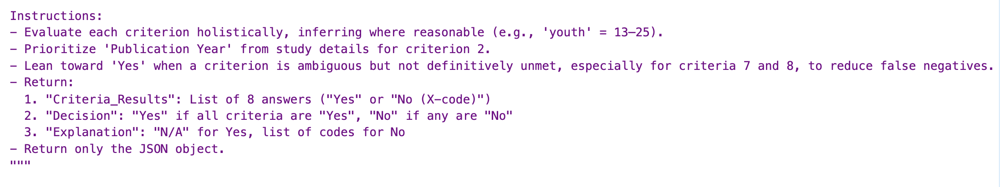 Instructions:
– Evaluate each criterion holistically, inferring where reasonable (e.g., 'youth' = 13–25).
– Prioritize 'Publication Year' from study details for criterion 2.
– Lean toward 'Yes' when a criterion is ambiguous but not definitively unmet, especially for criteria 7 and 8, to reduce false negatives.
– Return:
  1. "Criteria_Results": List of 8 answers ("Yes" or "No (X–code)")
  2. "Decision": "Yes" if all criteria are "Yes", "No" if any are "No"
  3. "Explanation": "N/A" for Yes, list of codes for No
– Return only the JSON object.
"""